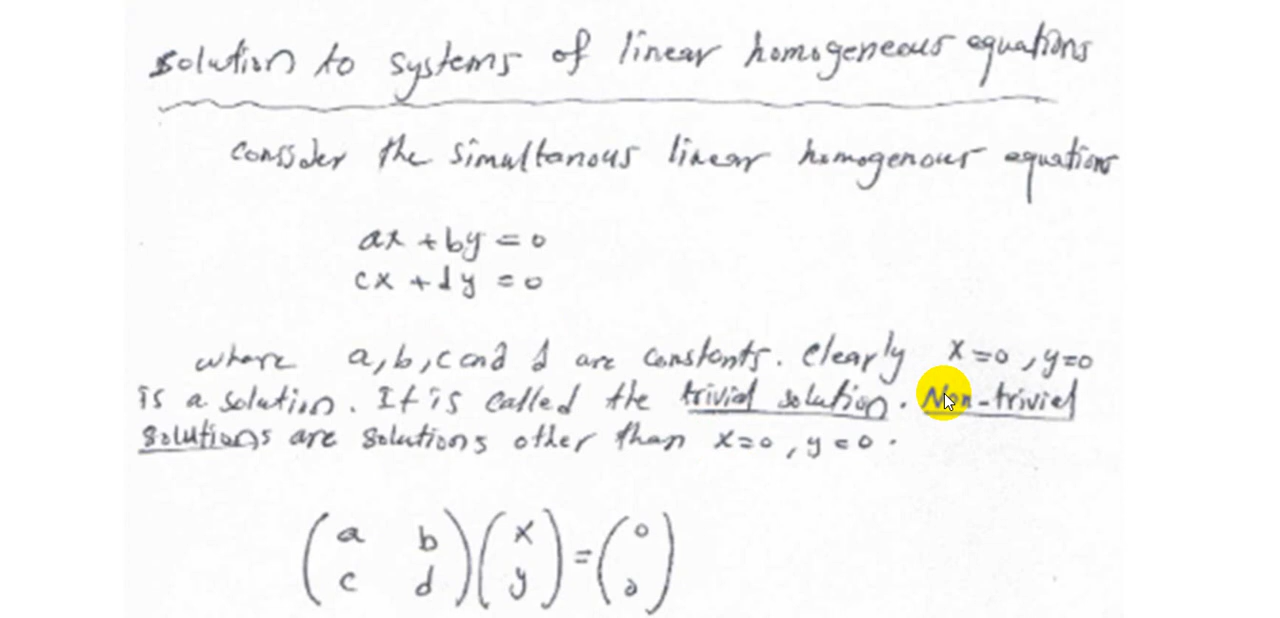 solution to systems of linear homogeneous equations
Consider the simultanous linear homogenous equations
ax + by = 0
cx + dy = 0
where a, b, c and d are constants. Clearly x = 0, y = 0
is a solution. It is called the trivial solution. Non-trivial
solutions are solutions other than x = 0, y = 0.
(a b) (x) = (0)
(c d) (y) (0)